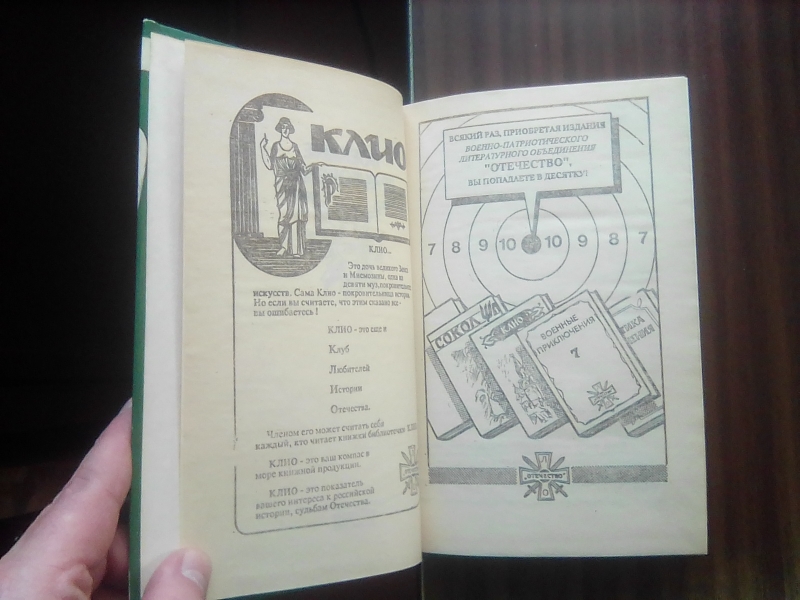 КЛИО
КЛИО...
Это дочь великого Зевса
и Мнемозины, одна из
девяти муз, покровительниц
искусств. Сама Клио - покровительница истории.
Но если вы считаете, что этим сказано все -
вы ошибаетесь !
КЛИО - это еще и
Клуб
Любителей
Истории
Отечества.
Членом его может считать себя
каждый, кто читает книжки библиотечки
КЛИО - это ваш компас в
море книжной продукции.
КЛИО - это показатель
вашего интереса к российской
истории, судьбам Отечества.
ВСЯКИЙ РАЗ, ПРИОБРЕТАЯ ИЗДАНИЯ
ВОЕННО-ПАТРИОТИЧЕСКОГО
ЛИТЕРАТУРНОГО ОБЪЕДИНЕНИЯ
"ОТЕЧЕСТВО",
ВЫ ПОПАДАЕТЕ В ДЕСЯТКУ!
7 8 9 10 10 9 8 7
СОКОЛ
КЛИО
ВОЕННЫЕ
ПРИКЛЮЧЕНИЯ
7
"ОТЕЧЕСТВО"